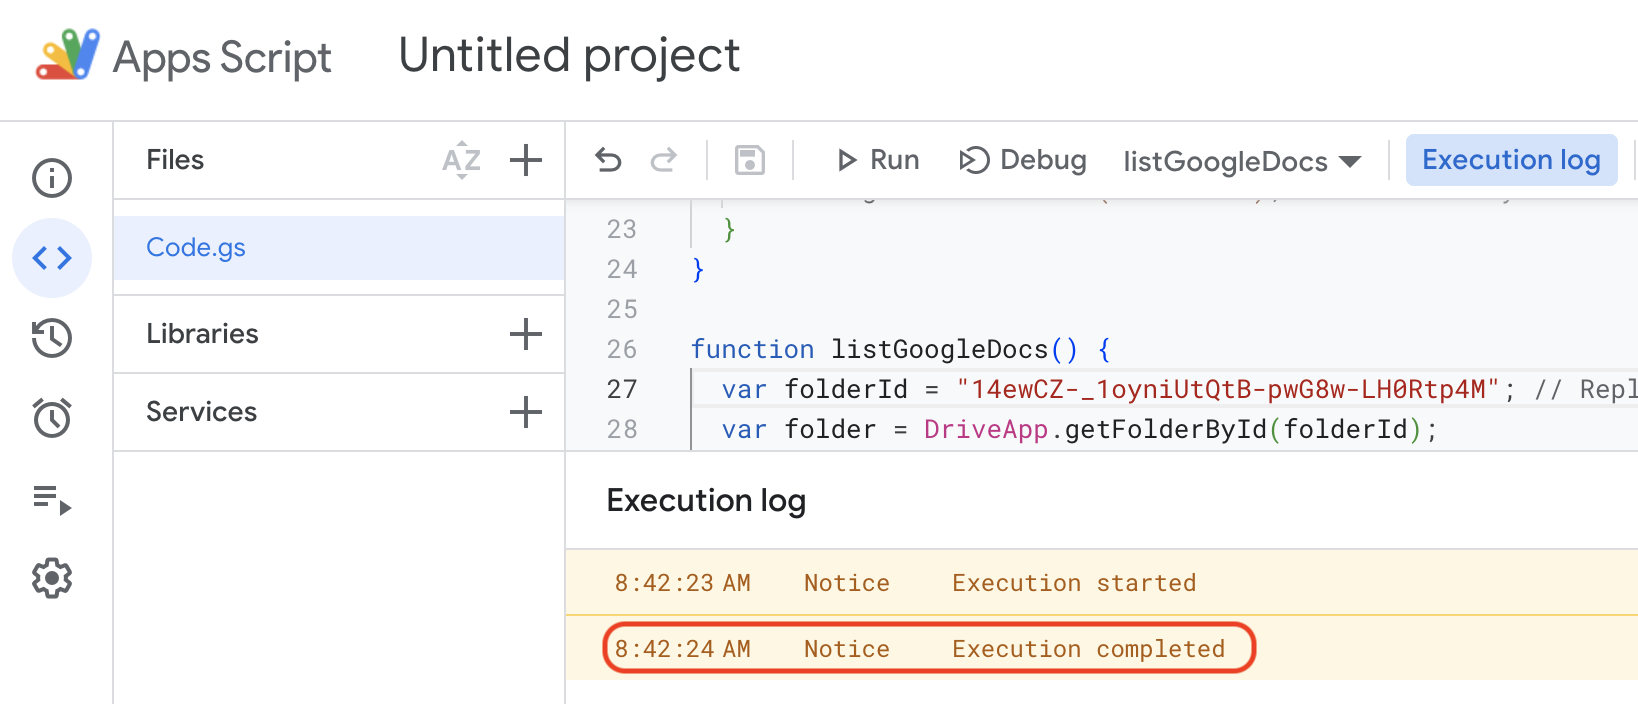 Apps Script Untitled project
Files AZ
Run Debug listGoogleDocs Execution log
Code.gs
Libraries
Services
23 }
24 }
25
26 function listGoogleDocs() {
27 var folderId = "14ewCZ-_1oyniUtQtB-pwG8w-LH0Rtp4M"; // Repl
28 var folder = DriveApp.getFolderById(folderId);
Execution log
8:42:23 AM Notice Execution started
8:42:24 AM Notice Execution completed